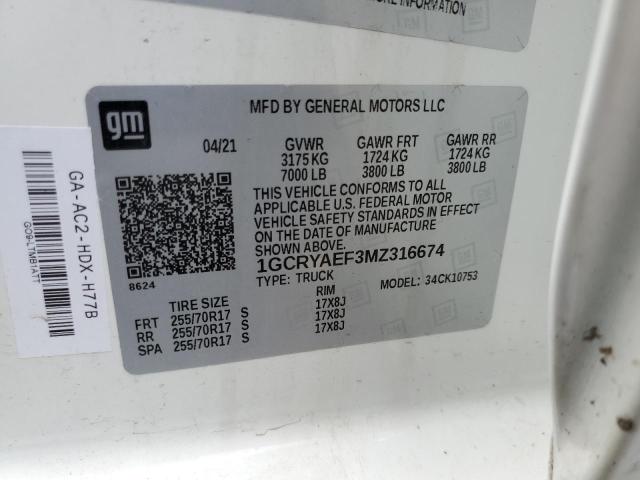 MORE INFORMATION
gm
MFD BY GENERAL MOTORS LLC
04/21 GVWR GAWR FRT GAWR RR
3175 KG 1724 KG 1724 KG
7000 LB 3800 LB 3800 LB
THIS VEHICLE CONFORMS TO ALL
APPLICABLE U.S. FEDERAL MOTOR
VEHICLE SAFETY STANDARDS IN EFFECT
ON THE DATE OF MANUFACTURE
1GCRYAEF3MZ316674
8624
TYPE: TRUCK
MODEL: 34CK10753
TIRE SIZE RIM
FRT 255/70R17 S 17X8J
RR 255/70R17 S 17X8J
SPA 255/70R17 S 17X8J
GA-AC2-HDX-H77B